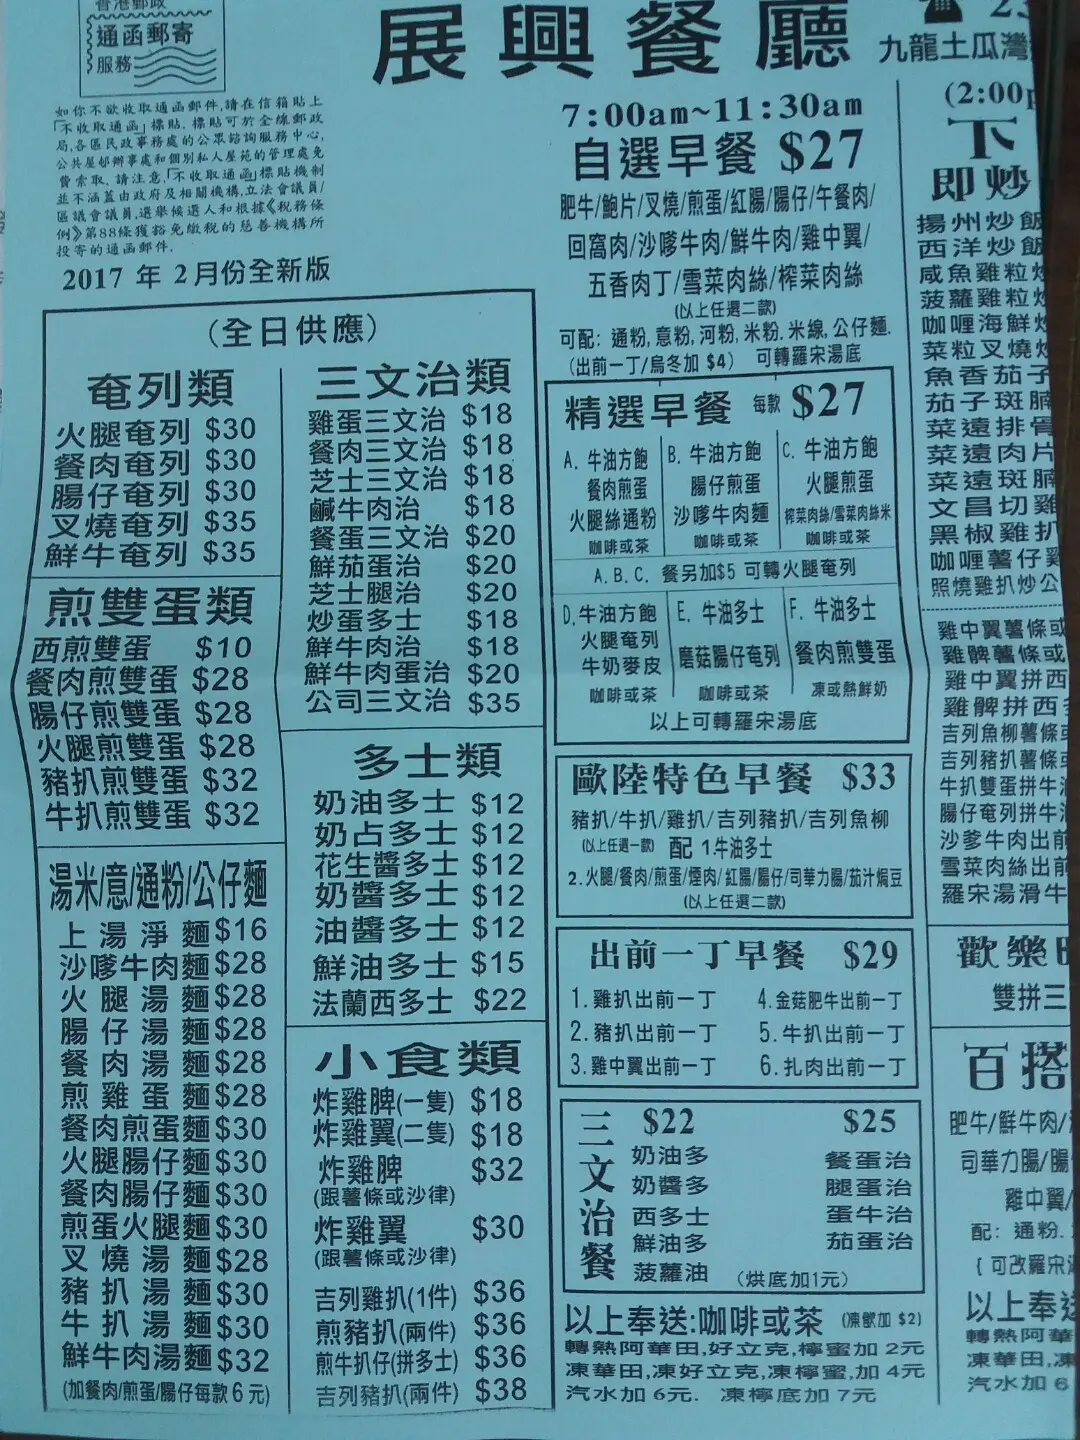 香港郵政
通函郵寄
服務
如你不欲收取通函郵件,請在信箱貼上
「不收取通函」標貼.標貼可於全線郵政
局,各區民政事務處的公眾諮詢服務中心,
公共屋邨辦事處和個別私人屋苑的管理處免
費索取.請注意,「不收取通函」標貼機制
並不涵蓋由政府及相關機構,立法會議員/
區議會議員,選舉候選人和根據《稅務條
例》第88條獲豁免繳稅的慈善機構所
投寄的通函郵件.
2017 年 2月份全新版
展興餐廳
九龍土瓜灣
(全日供應)
奄列類
火腿奄列 $30
餐肉奄列 $30
腸仔奄列 $30
叉燒奄列 $35
鮮牛奄列 $35
煎雙蛋類
西煎雙蛋 $10
餐肉煎雙蛋 $28
腸仔煎雙蛋 $28
火腿煎雙蛋 $28
豬扒煎雙蛋 $32
牛扒煎雙蛋 $32
湯米/意/通粉/公仔麵
上湯淨麵 $16
沙嗲牛肉麵 $28
火腿湯麵 $28
腸仔湯麵 $28
餐肉湯麵 $28
煎雞蛋麵 $28
餐肉煎蛋麵 $30
火腿腸仔麵 $30
餐肉腸仔麵 $30
煎蛋火腿麵 $30
叉燒湯麵 $28
豬扒湯麵 $30
牛扒湯麵 $30
鮮牛肉湯麵 $32
(加餐肉/煎蛋/腸仔每款6元)
三文治類
雞蛋三文治 $18
餐肉三文治 $18
芝士三文治 $18
鹹牛肉治 $18
餐蛋三文治 $20
鮮茄蛋治 $20
芝士腿治 $20
炒蛋多士 $18
鮮牛肉治 $18
鮮牛肉蛋治 $20
公司三文治 $35
多士類
奶油多士 $12
奶占多士 $12
花生醬多士 $12
奶醬多士 $12
油醬多士 $12
鮮油多士 $15
法蘭西多士 $22
小食類
炸雞脾(一隻) $18
炸雞翼(二隻) $18
炸雞脾 $32
(跟薯條或沙律)
炸雞翼 $30
(跟薯條或沙律)
吉列雞扒(1件) $36
煎豬扒(兩件) $36
煎牛扒仔(拼多士) $36
吉列豬扒(兩件) $38
7:00am~11:30am
自選早餐 $27
肥牛/鮑片/叉燒/煎蛋/紅腸/腸仔/午餐肉/
回窩肉/沙嗲牛肉/鮮牛肉/雞中翼/
五香肉丁/雪菜肉絲/榨菜肉絲
(以上任選二款)
可配: 通粉,意粉,河粉,米粉.米線,公仔麵.
(出前一丁/烏冬加 $4) 可轉羅宋湯底
精選早餐 每款 $27
A. 牛油方飽
餐肉煎蛋
火腿絲通粉
咖啡或茶
B. 牛油方飽
腸仔煎蛋
沙嗲牛肉麵
咖啡或茶
C. 牛油方飽
火腿煎蛋
榨菜肉絲/雪菜肉絲米
咖啡或茶
A.B.C. 餐另加$5 可轉火腿奄列
D. 牛油方飽
火腿奄列
牛奶麥皮
咖啡或茶
E. 牛油多士
磨菇腸仔奄列
咖啡或茶
F. 牛油多士
餐肉煎雙蛋
凍或熱鮮奶
以上可轉羅宋湯底
歐陸特色早餐 $33
豬扒/牛扒/雞扒/吉列豬扒/吉列魚柳
(以上任選一款) 配 1.牛油多士
2.火腿/餐肉/煎蛋/煙肉/紅腸/腸仔/司華力腸/茄汁焗豆
(以上任選二款)
出前一丁早餐 $29
1.雞扒出前一丁
2.豬扒出前一丁
3.雞中翼出前一丁
4.金菇肥牛出前一丁
5.牛扒出前一丁
6.扎肉出前一丁
三文治餐
$22
奶油多
奶醬多
西多士
鮮油多
菠蘿油
$25
餐蛋治
腿蛋治
蛋牛治
茄蛋治
(烘底加1元)
以上奉送:咖啡或茶 (凍飲加 $2)
轉熱阿華田,好立克,檸蜜加 2元
凍華田,凍好立克,凍檸蜜,加 4元
汽水加 6元. 凍檸底加 7元
(2:00p
下
即炒
揚州炒飯
西洋炒飯
咸魚雞粒炒
菠蘿雞粒炒
咖喱海鮮炒
菜粒叉燒炒
魚香茄子
茄子斑腩
菜遠排骨
菜遠肉片
菜遠斑腩
文昌切雞
黑椒雞扒
咖喱薯仔雞
照燒雞扒炒公
雞中翼薯條或
雞髀薯條或
雞中翼拼西
雞髀拼西多
吉列魚柳薯條或
吉列豬扒薯條或
牛扒雙蛋拼牛油
腸仔奄列拼牛油
沙爹牛肉出前
雪菜肉絲出前
羅宋湯滑牛
歡樂
雙拼三
百搭
肥牛/鮮牛肉/
司華力腸/腸
雞中翼/
配: 通粉.
(可改羅宋湯
以上奉送
轉熱阿華
凍華田,凍
汽水加 6